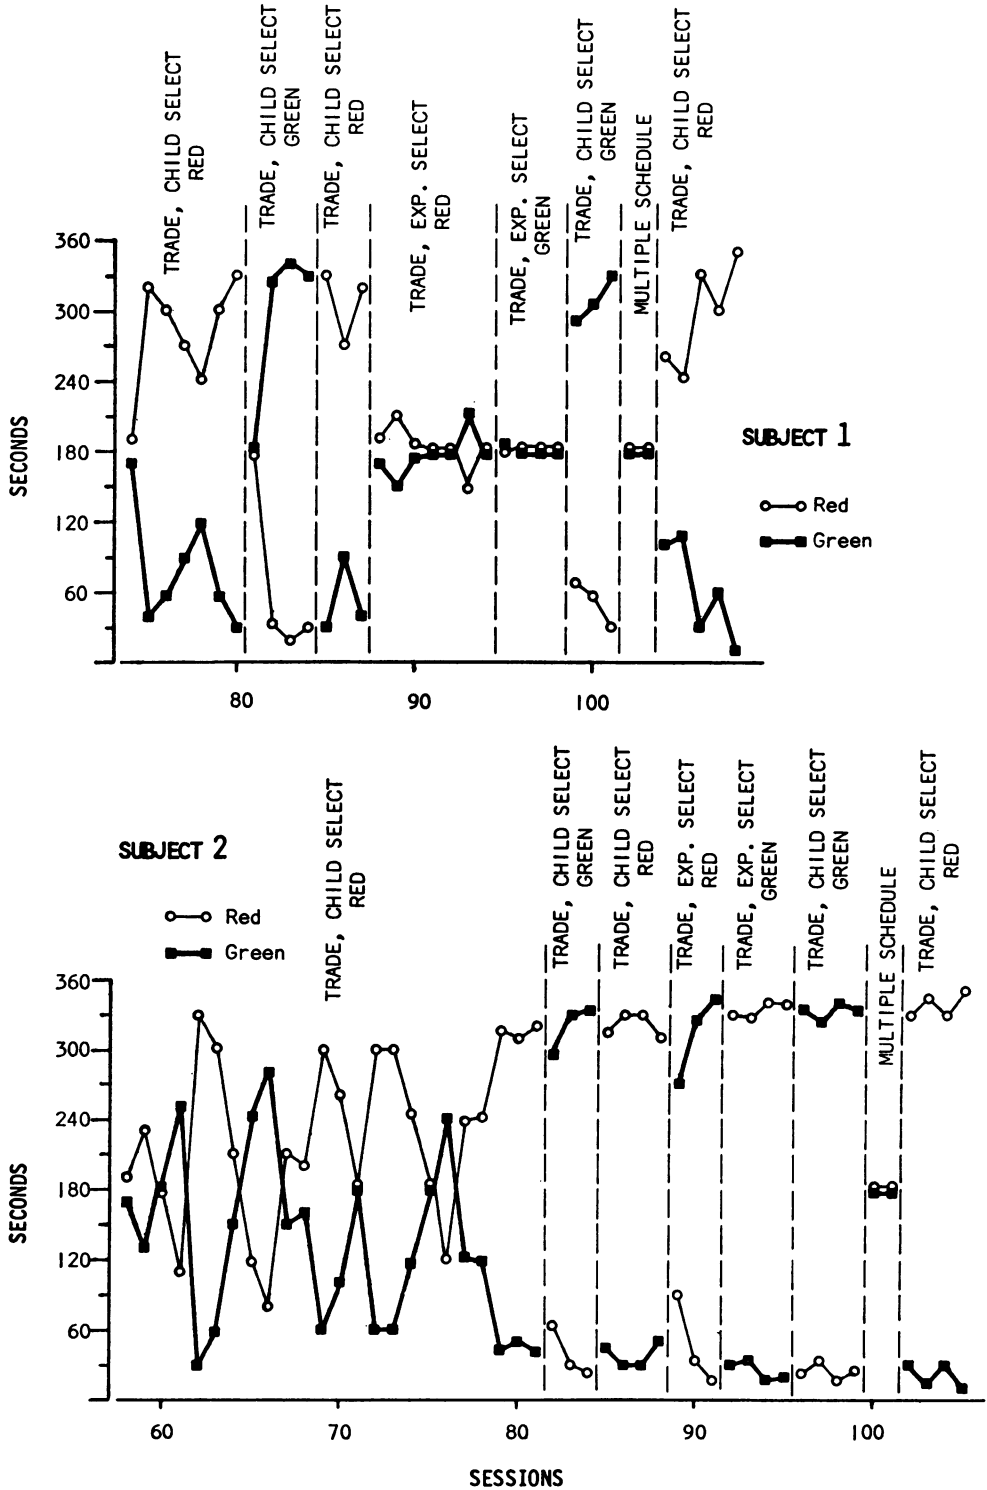 TRADE, CHILD SELECT
RED
TRADE, CHILD SELECT
GREEN
TRADE, CHILD SELECT
RED
TRADE, EXP. SELECT
RED
TRADE, EXP. SELECT
GREEN
TRADE, CHILD SELECT
GREEN
MULTIPLE SCHEDULE
TRADE, CHILD SELECT
RED
360
300
240
180
120
60
SECONDS
SUBJECT 1
Red
Green
80
90
100
SUBJECT 2
Red
Green
TRADE, CHILD SELECT
RED
TRADE, CHILD SELECT
GREEN
TRADE, CHILD SELECT
RED
TRADE, EXP. SELECT
RED
TRADE, EXP. SELECT
GREEN
TRADE, CHILD SELECT
GREEN
MULTIPLE SCHEDULE
TRADE, CHILD SELECT
RED
360
300
240
180
120
60
SECONDS
60
70
80
90
100
SESSIONS